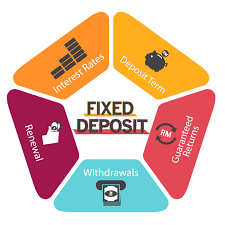 Interest Rates
Deposit Term
FIXED
DEPOSIT
Renewal
RM
Guaranteed
Returns
Withdrawals